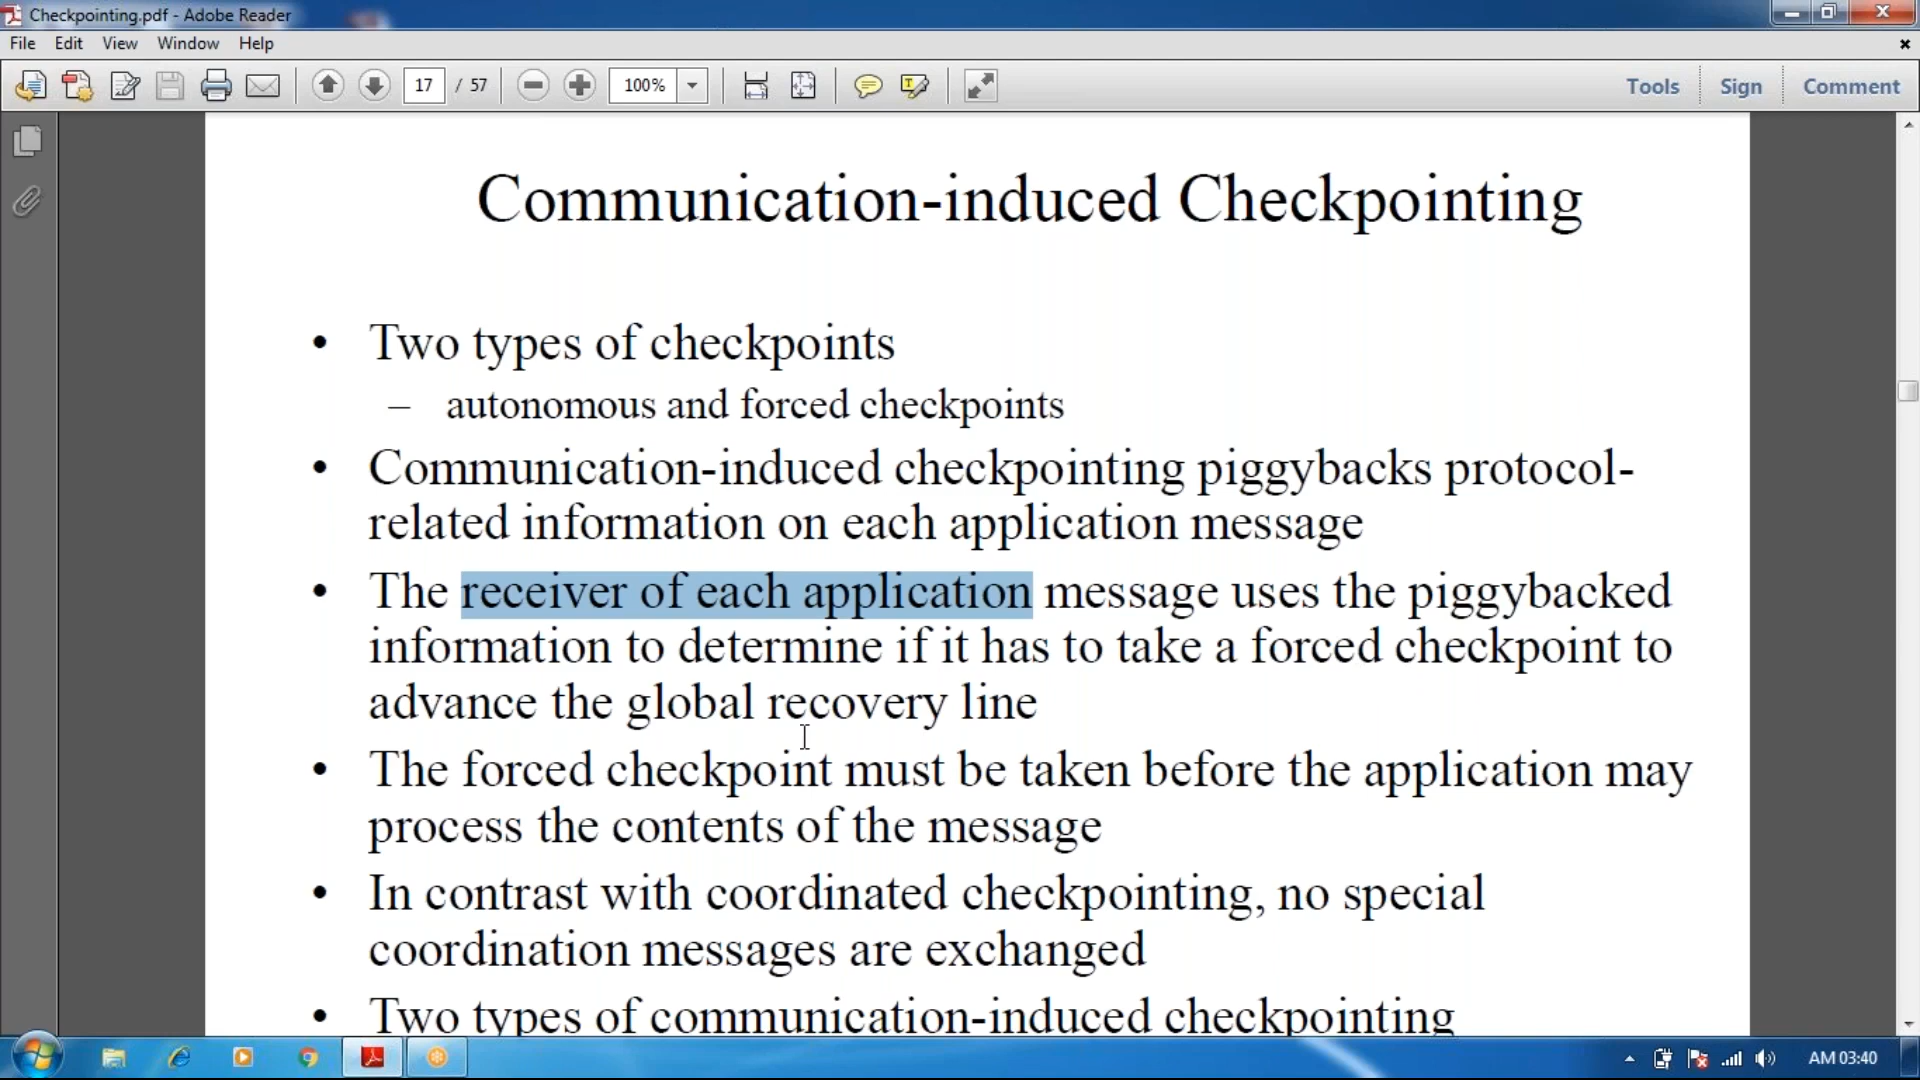 Checkpointing.pdf - Adobe Reader
File Edit View Window Help
17 / 57 100% Tools Sign Comment
Communication-induced Checkpointing
• Two types of checkpoints
– autonomous and forced checkpoints
• Communication-induced checkpointing piggybacks protocol-
related information on each application message
• The receiver of each application message uses the piggybacked
information to determine if it has to take a forced checkpoint to
advance the global recovery line
• The forced checkpoint must be taken before the application may
process the contents of the message
• In contrast with coordinated checkpointing, no special
coordination messages are exchanged
• Two types of communication-induced checkpointing
AM 03:40